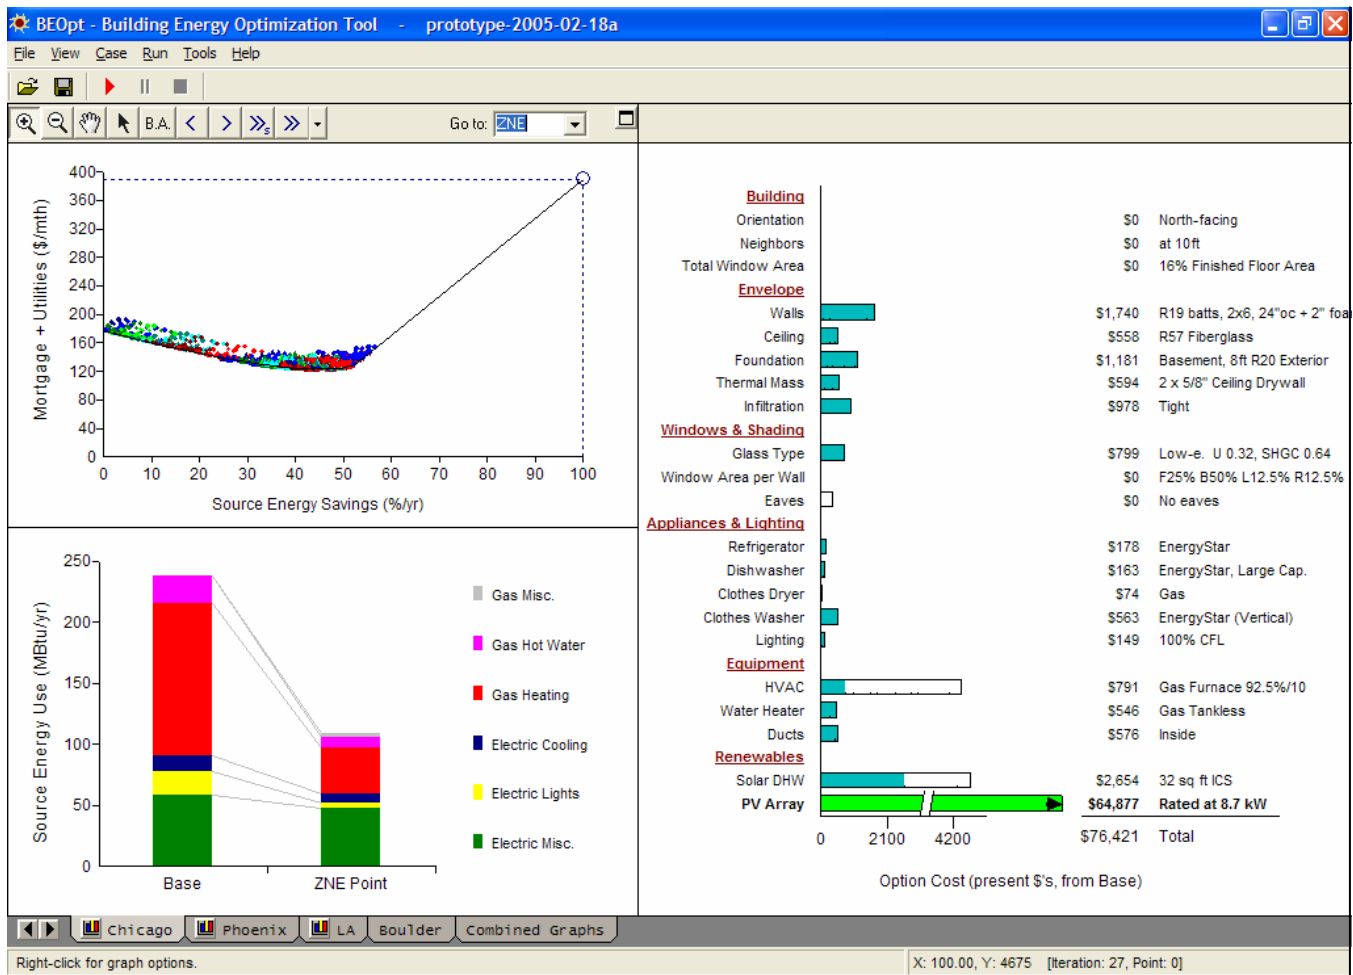 BEOpt - Building Energy Optimization Tool - prototype-2005-02-18a
File View Case Run Tools Help
B.A. < > »s » Go to: ZNE
400
360
320
280
240
200
160
120
80
40
0
0 10 20 30 40 50 60 70 80 90 100
Mortgage + Utilities ($/mth)
Source Energy Savings (%/yr)
250
200
150
100
50
0
Source Energy Use (MBtu/yr)
Base ZNE Point
Gas Misc.
Gas Hot Water
Gas Heating
Electric Cooling
Electric Lights
Electric Misc.
Building
Orientation $0 North-facing
Neighbors $0 at 10ft
Total Window Area $0 16% Finished Floor Area
Envelope
Walls $1,740 R19 batts, 2x6, 24"oc + 2" foa
Ceiling $558 R57 Fiberglass
Foundation $1,181 Basement, 8ft R20 Exterior
Thermal Mass $594 2 x 5/8" Ceiling Drywall
Infiltration $978 Tight
Windows & Shading
Glass Type $799 Low-e. U 0.32, SHGC 0.64
Window Area per Wall $0 F25% B50% L12.5% R12.5%
Eaves $0 No eaves
Appliances & Lighting
Refrigerator $178 EnergyStar
Dishwasher $163 EnergyStar, Large Cap.
Clothes Dryer $74 Gas
Clothes Washer $563 EnergyStar (Vertical)
Lighting $149 100% CFL
Equipment
HVAC $791 Gas Furnace 92.5%/10
Water Heater $546 Gas Tankless
Ducts $576 Inside
Renewables
Solar DHW $2,654 32 sq ft ICS
PV Array $64,877 Rated at 8.7 kW
0 2100 4200 $76,421 Total
Option Cost (present $'s, from Base)
Chicago Phoenix LA Boulder Combined Graphs
Right-click for graph options. X: 100.00, Y: 4675 [Iteration: 27, Point: 0]